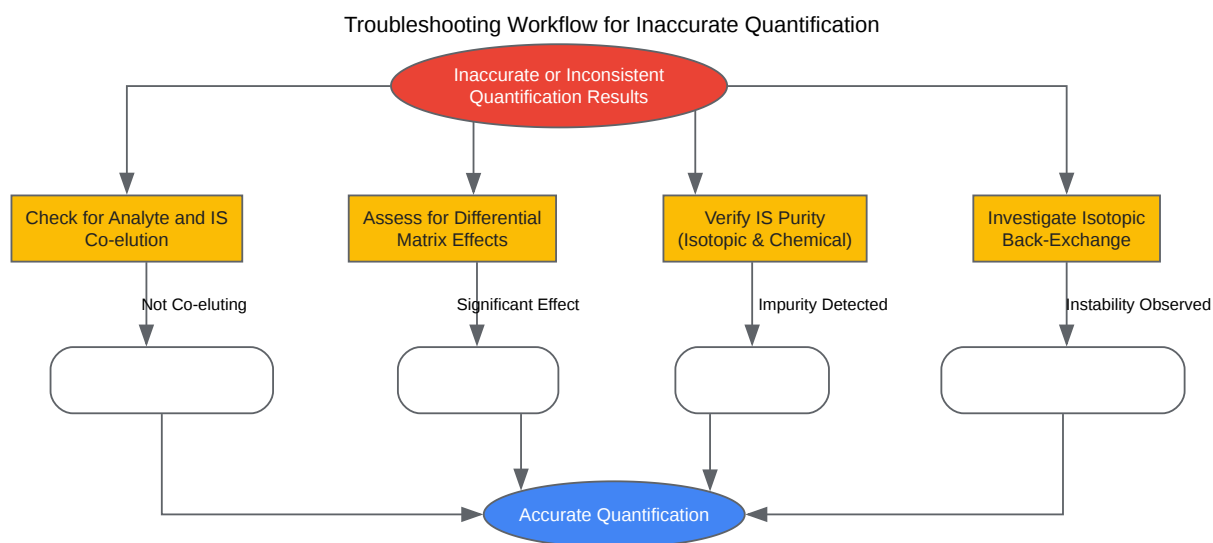 Troubleshooting Workflow for Inaccurate Quantification
Inaccurate or Inconsistent
Quantification Results
Check for Analyte and IS
Co-elution
Assess for Differential
Matrix Effects
Verify IS Purity
(Isotopic & Chemical)
Investigate Isotopic
Back-Exchange
Not Co-eluting
Significant Effect
Impurity Detected
Instability Observed
Accurate Quantification